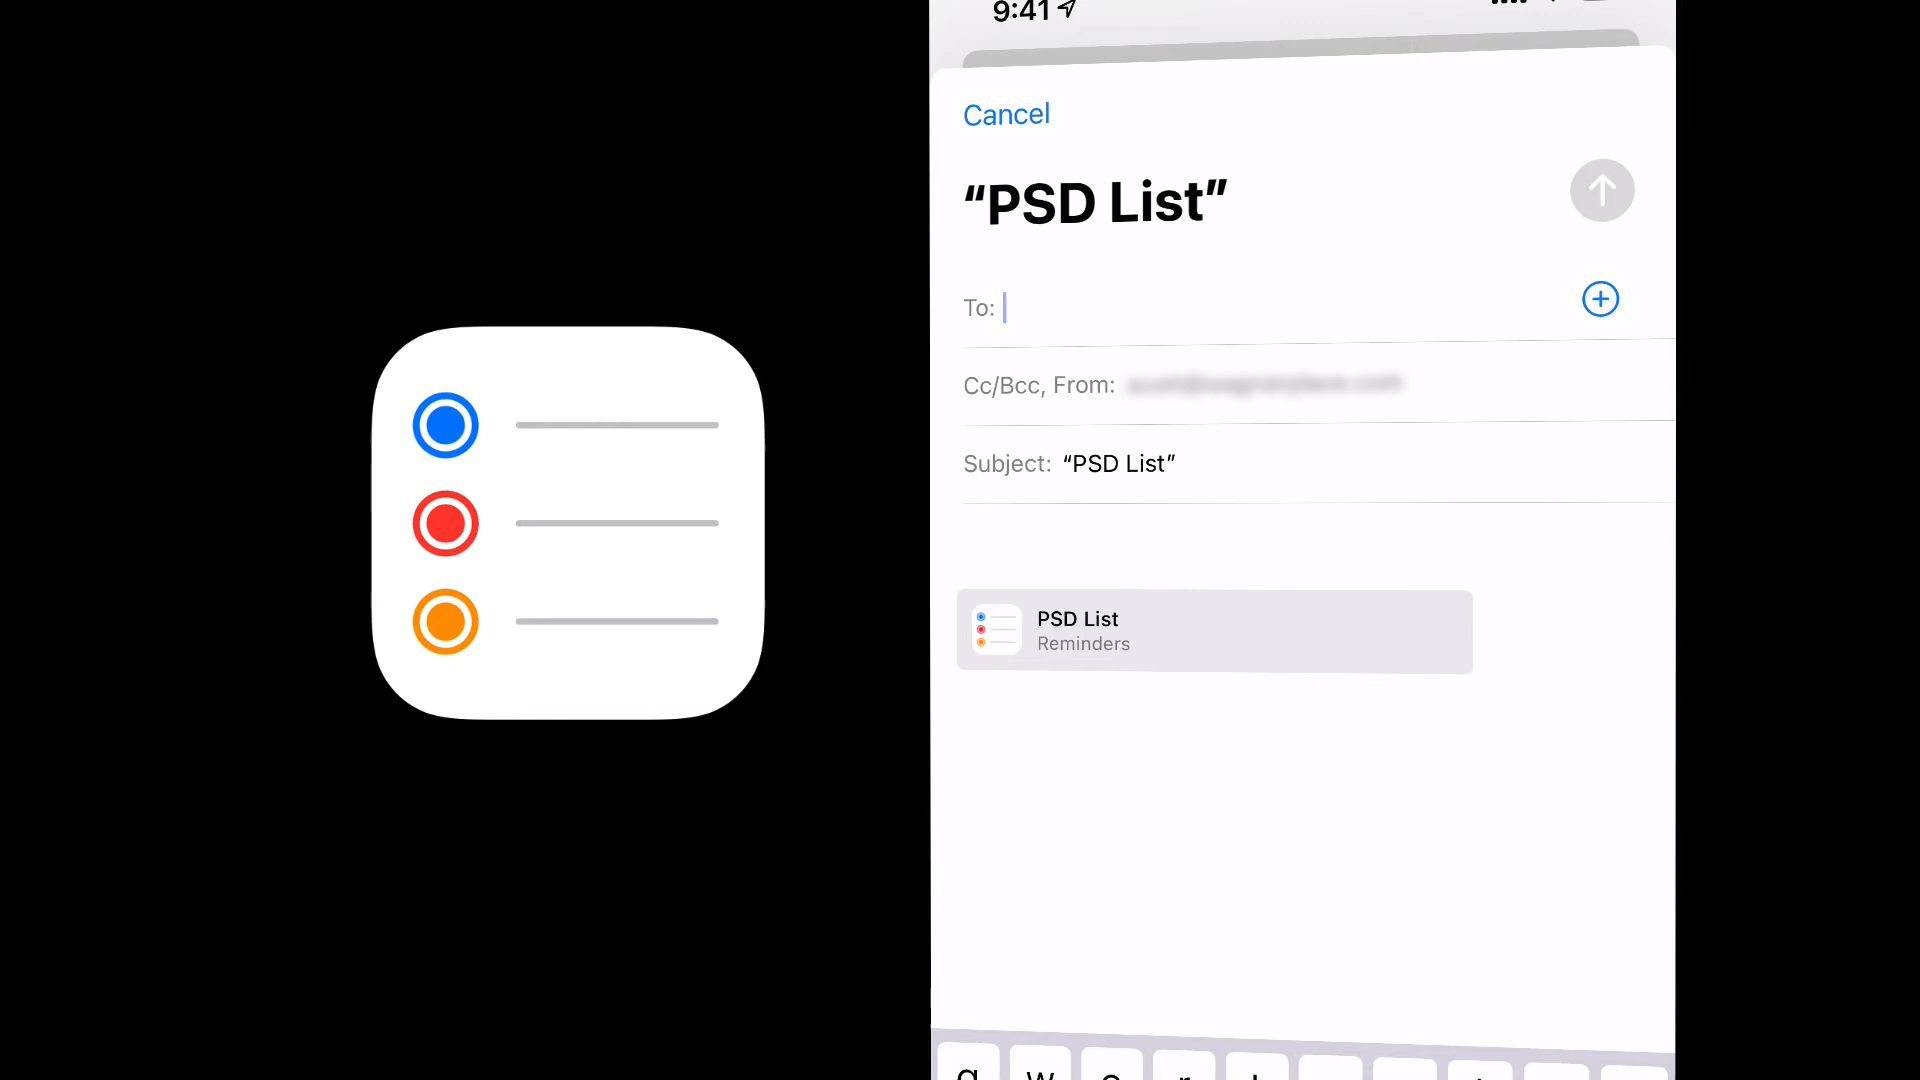 9:41
Cancel
“PSD List”
To:
Cc/Bcc, From:
Subject: “PSD List”
PSD List
Reminders